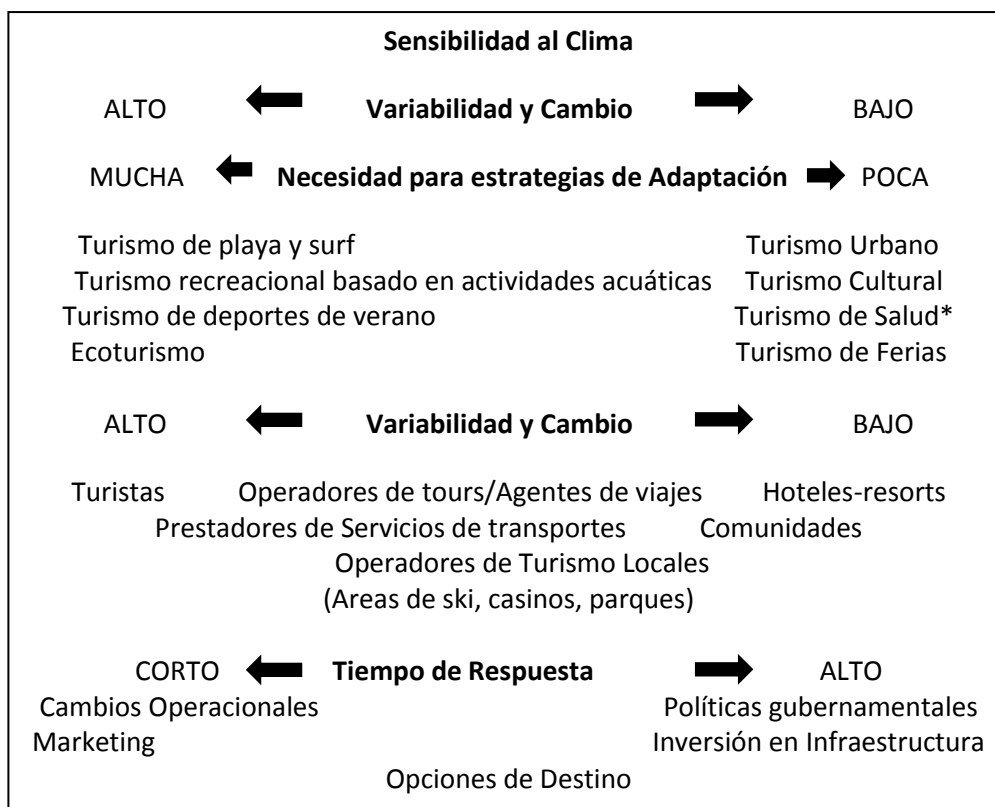 Sensibilidad al Clima
ALTO Variabilidad y Cambio BAJO
MUCHA Necesidad para estrategias de Adaptación POCA
Turismo de playa y surf Turismo Urbano
Turismo recreacional basado en actividades acuáticas Turismo Cultural
Turismo de deportes de verano Turismo de Salud*
Ecoturismo Turismo de Ferias
ALTO Variabilidad y Cambio BAJO
Turistas Operadores de tours/Agentes de viajes Hoteles-resorts
Prestadores de Servicios de transportes Comunidades
Operadores de Turismo Locales
(Areas de ski, casinos, parques)
CORTO Tiempo de Respuesta ALTO
Cambios Operacionales Políticas gubernamentales
Marketing Inversión en Infraestructura
Opciones de Destino